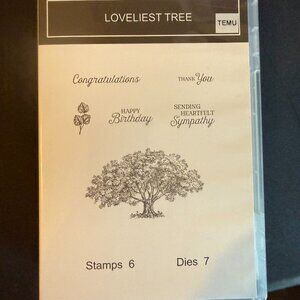 LOVELIEST TREE
TEMU
Congratulations
THANK You
HAPPY
Birthday
SENDING
HEARTFELT
Sympathy
Stamps 6
Dies 7